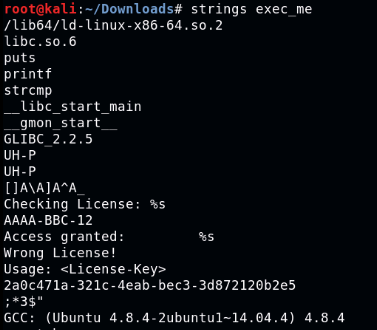 root@kali:~/Downloads# strings exec_me
/lib64/ld-linux-x86-64.so.2
libc.so.6
puts
printf
strcmp
__libc_start_main
__gmon_start__
GLIBC_2.2.5
UH-P
UH-P
[]A\A]A^A_
Checking License: %s
AAAA-BBC-12
Access granted:         %s
Wrong License!
Usage: <License-Key>
2a0c471a-321c-4eab-bec3-3d872120b2e5
;*3$"
GCC: (Ubuntu 4.8.4-2ubuntu1~14.04.4) 4.8.4